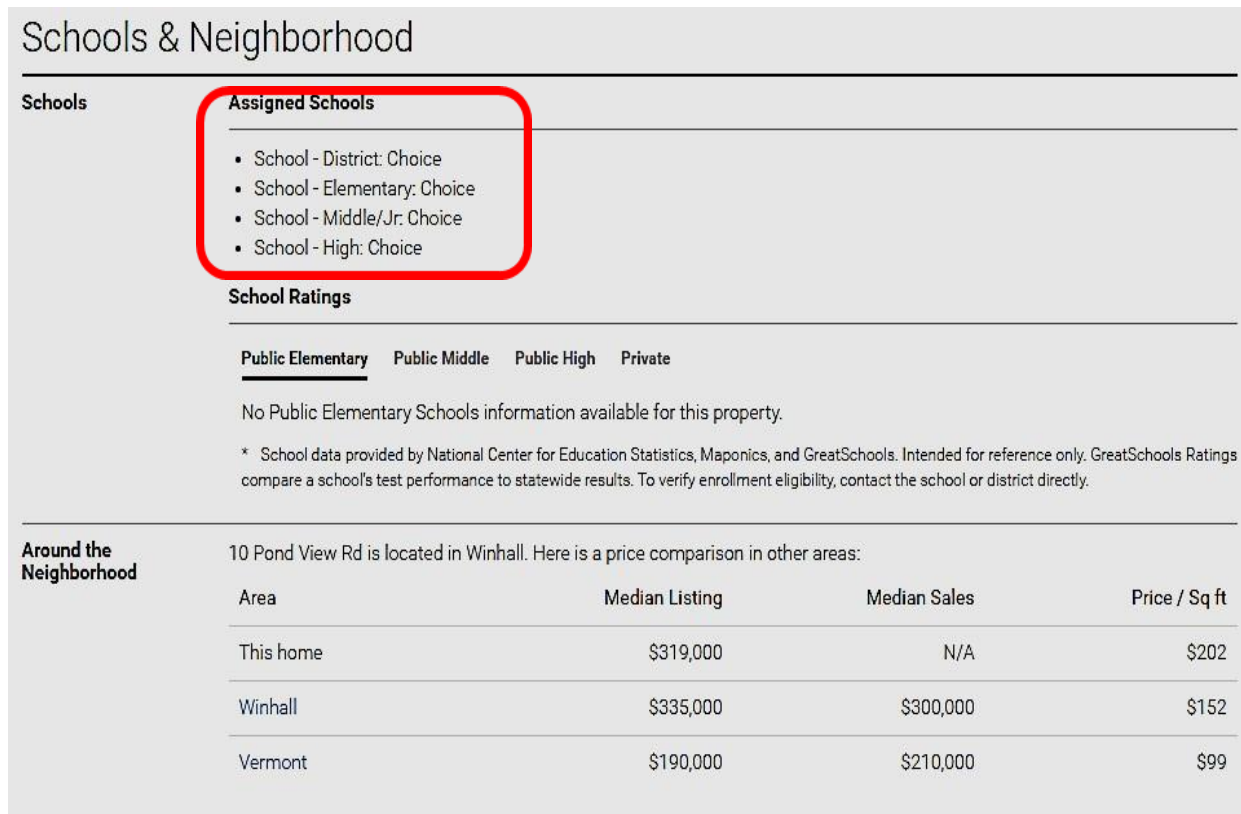 Schools & Neighborhood
Schools
Assigned Schools
• School - District: Choice
• School - Elementary: Choice
• School - Middle/Jr: Choice
• School - High: Choice
School Ratings
Public Elementary Public Middle Public High Private
No Public Elementary Schools information available for this property.
* School data provided by National Center for Education Statistics, Maponics, and GreatSchools. Intended for reference only. GreatSchools Ratings
compare a school's test performance to statewide results. To verify enrollment eligibility, contact the school or district directly.
Around the
Neighborhood
10 Pond View Rd is located in Winhall. Here is a price comparison in other areas:
Area Median Listing Median Sales Price / Sq ft
This home $319,000 N/A $202
Winhall $335,000 $300,000 $152
Vermont $190,000 $210,000 $99